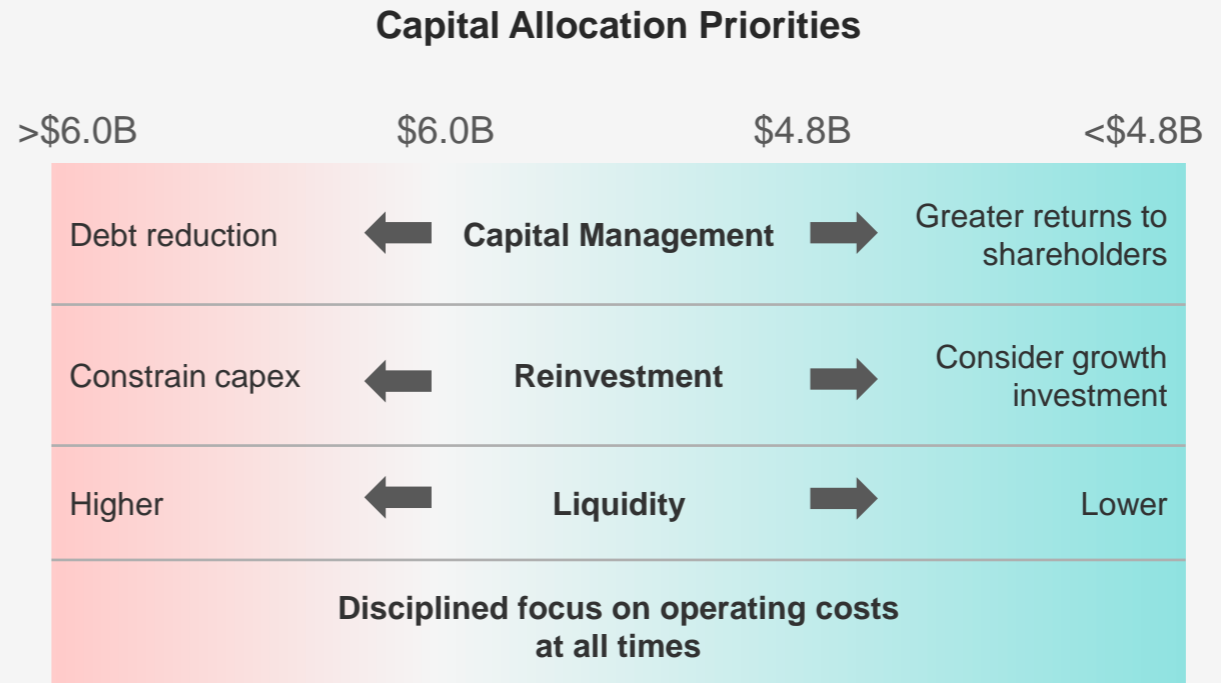 Capital Allocation Priorities
>$6.0B $6.0B $4.8B <$4.8B
Debt reduction Capital Management Greater returns to
shareholders
Constrain capex Reinvestment Consider growth
investment
Higher Liquidity Lower
Disciplined focus on operating costs
at all times